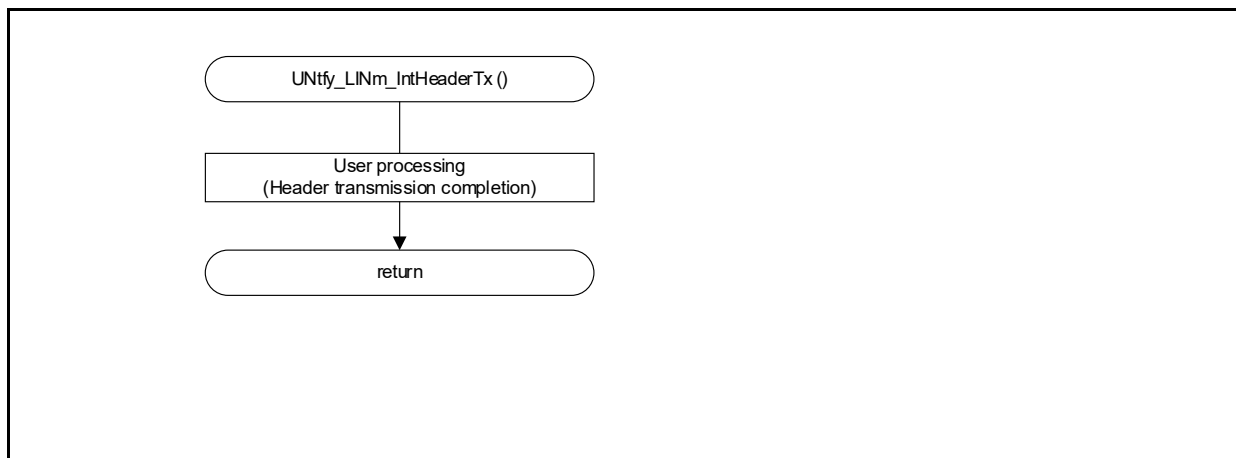 UNtfy_LINm_IntHeaderTx ()
User processing
(Header transmission completion)
return